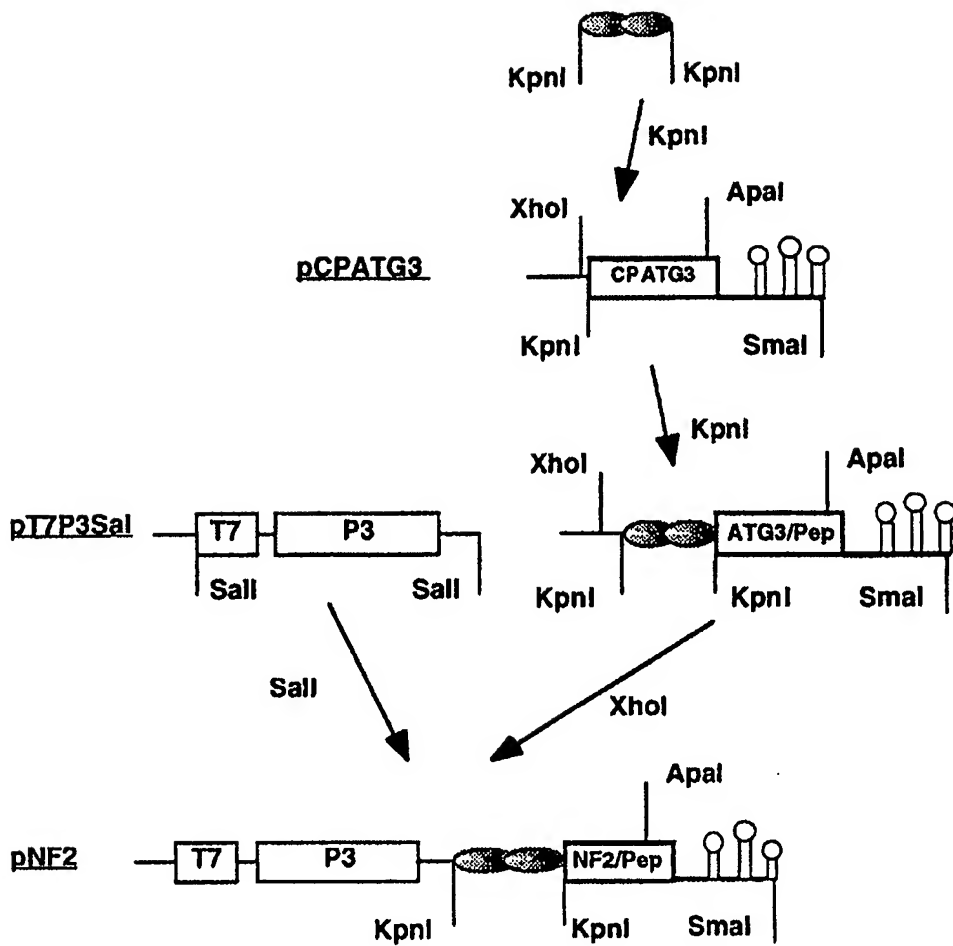 KpnI KpnI
KpnI
XhoI ApaI
pCPATG3 CPATG3
KpnI SmaI
KpnI
XhoI ApaI
pT7P3Sal T7 P3 ATG3/Pep
SalI SalI KpnI KpnI SmaI
SalI XhoI
ApaI
pNF2 T7 P3 NF2/Pep
KpnI KpnI SmaI